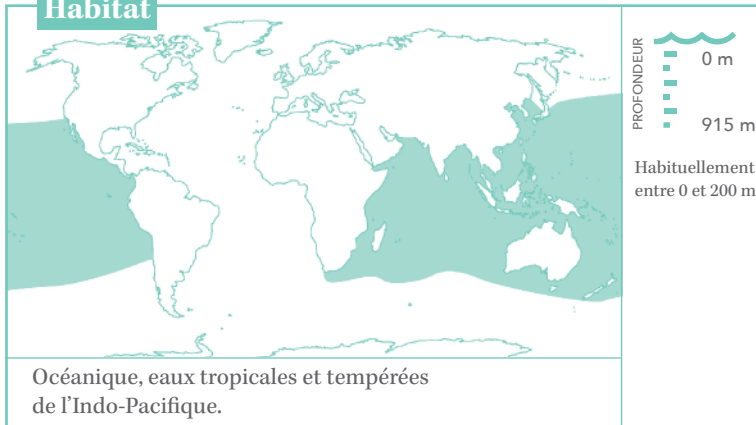 Habitat
PROFONDEUR
0 m
915 m
Habituellement
entre 0 et 200 m
Océanique, eaux tropicales et tempérées
de l'Indo-Pacifique.